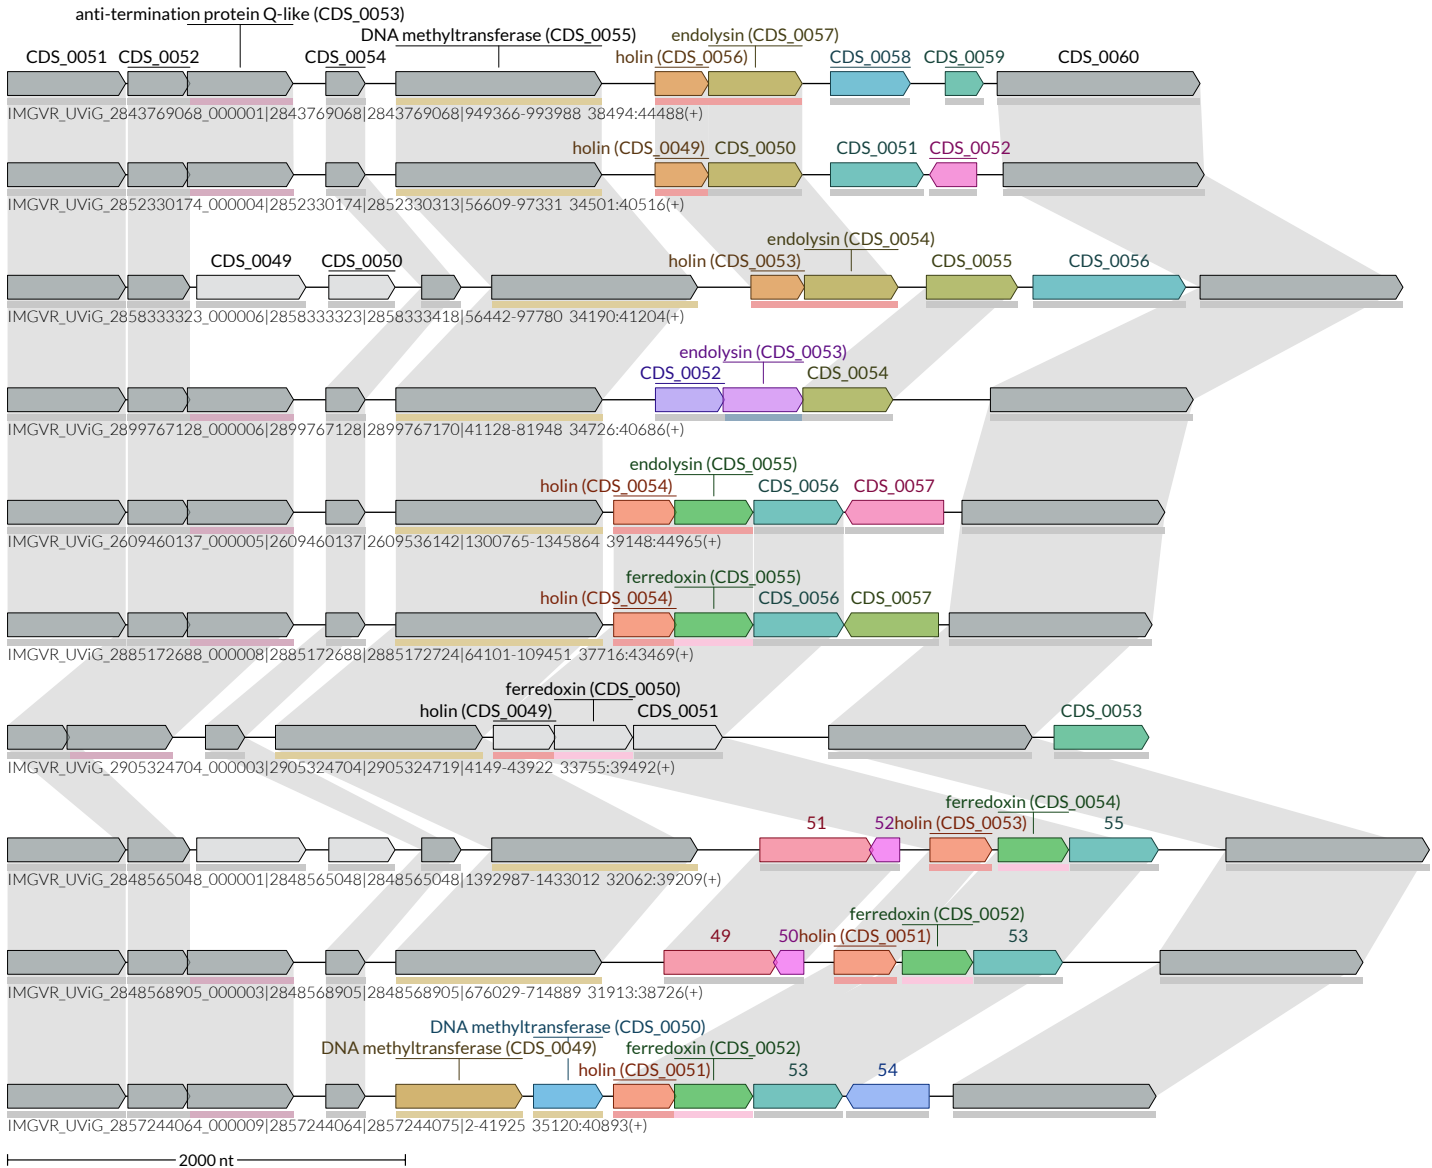 anti-termination protein Q-like (CDS_0053)
DNA methyltransferase (CDS_0055) endolysin (CDS_0057)
CDS_0051 CDS_0052 CDS_0054 holin (CDS_0056) CDS_0058 CDS_0059 CDS_0060
IMGVR_UViG_2843769068_000001|2843769068|2843769068|949366-993988 38494:44488(+)
holin (CDS_0049) CDS_0050 CDS_0051 CDS_0052
IMGVR_UViG_2852330174_000004|2852330174|2852330313|56609-97331 34501:40516(+)
endolysin (CDS_0054)
CDS_0049 CDS_0050 holin (CDS_0053) CDS_0055 CDS_0056
IMGVR_UViG_2858333323_000006|2858333323|2858333418|56442-97780 34190:41204(+)
endolysin (CDS_0053)
CDS_0052 CDS_0054
IMGVR_UViG_2899767128_000006|2899767128|2899767170|41128-81948 34726:40686(+)
endolysin (CDS_0055)
holin (CDS_0054) CDS_0056 CDS_0057
IMGVR_UViG_2609460137_000005|2609460137|2609536142|1300765-1345864 39148:44965(+)
ferredoxin (CDS_0055)
holin (CDS_0054) CDS_0056 CDS_0057
IMGVR_UViG_2885172688_000008|2885172688|2885172724|64101-109451 37716:43469(+)
ferredoxin (CDS_0050)
holin (CDS_0049) CDS_0051 CDS_0053
IMGVR_UViG_2905324704_000003|2905324704|2905324719|4149-43922 33755:39492(+)
ferredoxin (CDS_0054)
51 52 holin (CDS_0053) 55
IMGVR_UViG_2848565048_000001|2848565048|2848565048|1392987-1433012 32062:39209(+)
ferredoxin (CDS_0052)
49 50 holin (CDS_0051) 53
IMGVR_UViG_2848568905_000003|2848568905|2848568905|676029-714889 31913:38726(+)
DNA methyltransferase (CDS_0050)
DNA methyltransferase (CDS_0049) ferredoxin (CDS_0052)
holin (CDS_0051) 53 54
IMGVR_UViG_2857244064_000009|2857244064|2857244075|2-41925 35120:40893(+)
2000 nt